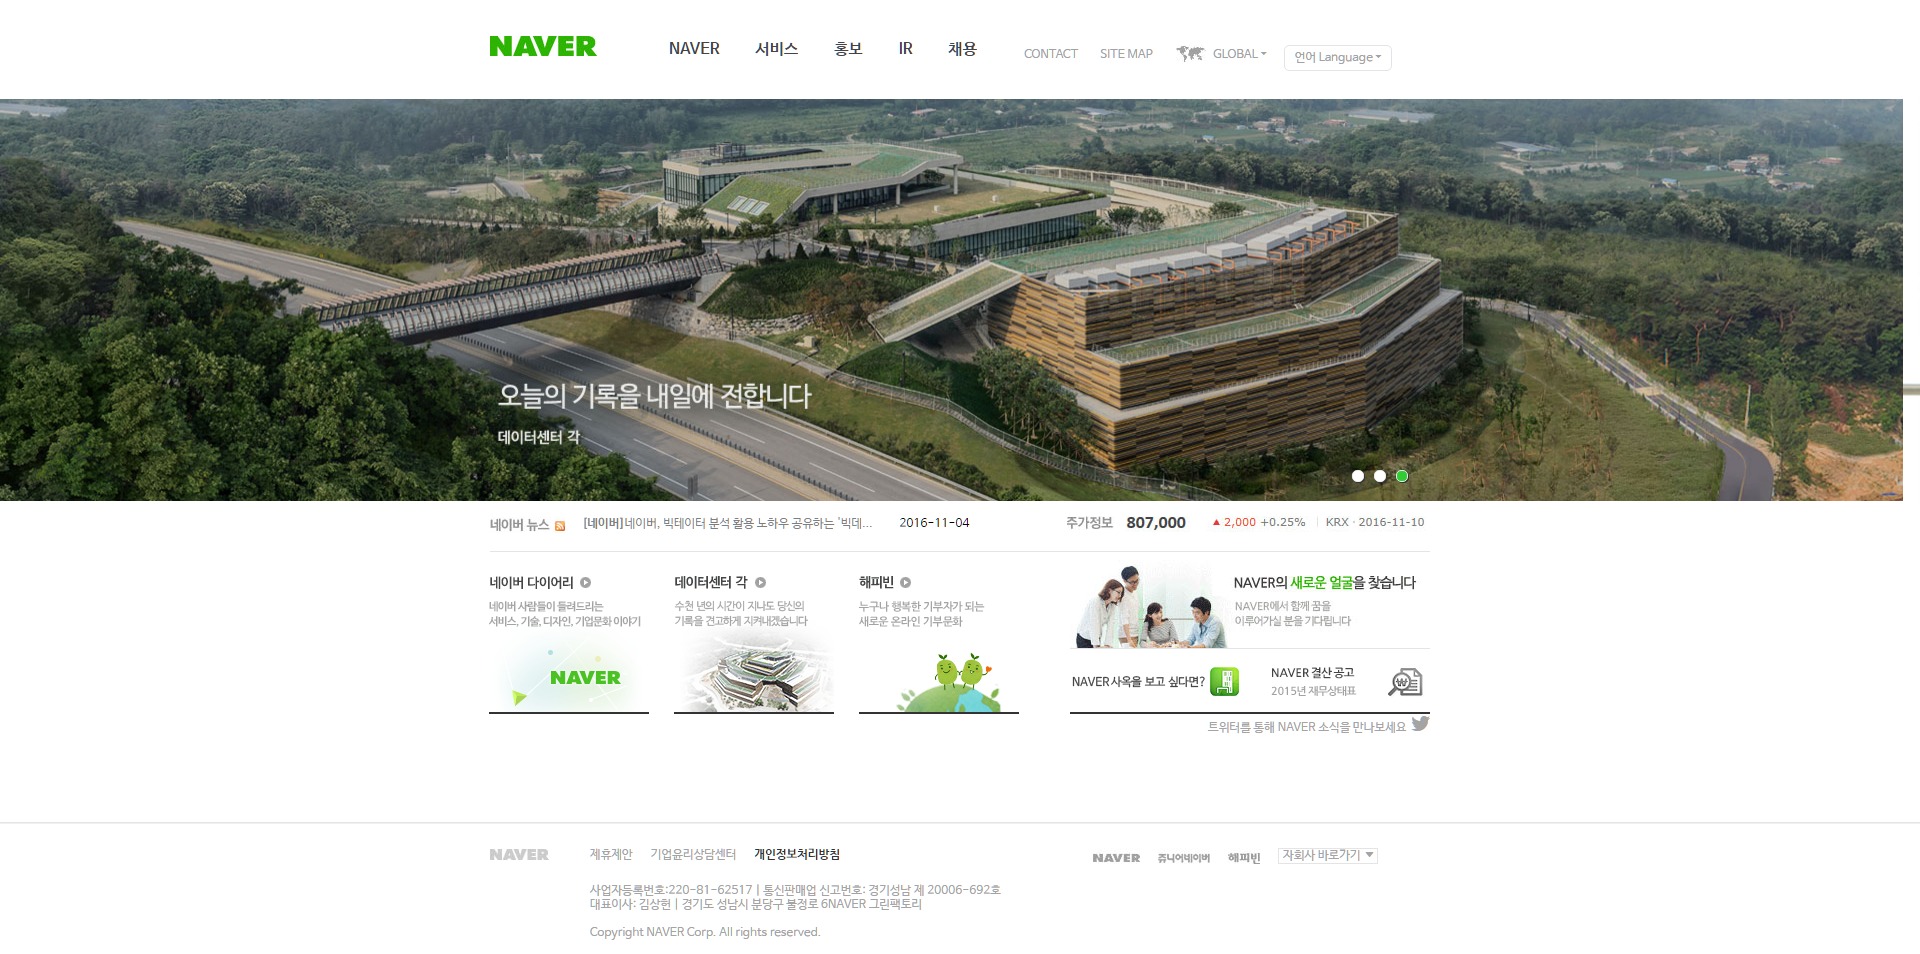 NAVER
NAVER 서비스 홍보 IR 채용
CONTACT SITE MAP GLOBAL 언어 Language
오늘의 기록을 내일에 전합니다
데이터센터 각
네이버 뉴스 [네이버]네이버, 빅테이터 분석 활용 노하우 공유하는 '빅데... 2016-11-04
주가정보 807,000 ▲ 2,000 +0.25% KRX · 2016-11-10
네이버 다이어리
네이버 사람들이 들려드리는
서비스, 기술, 디자인, 기업문화 이야기
NAVER
데이터센터 각
수천 년의 시간이 지나도 당신의
기록을 견고하게 지켜내겠습니다
해피빈
누구나 행복한 기부자가 되는
새로운 온라인 기부문화
NAVER의 새로운 얼굴을 찾습니다
NAVER에서 함께 꿈을
이루어가실 분을 기다립니다
NAVER 사옥을 보고 싶다면?
NAVER 결산 공고
2015년 재무상태표
트위터를 통해 NAVER 소식을 만나보세요
NAVER 제휴제안 기업윤리상담센터 개인정보처리방침
NAVER 쥬니어네이버 해피빈 자회사 바로가기
사업자등록번호:220-81-62517 | 통신판매업 신고번호: 경기성남 제 20006-692호
대표이사: 김상헌 | 경기도 성남시 분당구 불정로 6NAVER 그린팩토리
Copyright NAVER Corp. All rights reserved.